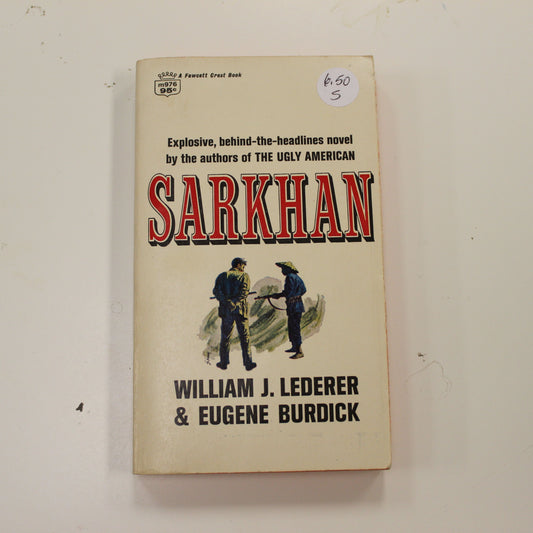 A Fawcett Crest Book
m976
95¢
6.50
S
Explosive, behind-the-headlines novel
by the authors of THE UGLY AMERICAN
SARKHAN
WILLIAM J. LEDERER
& EUGENE BURDICK